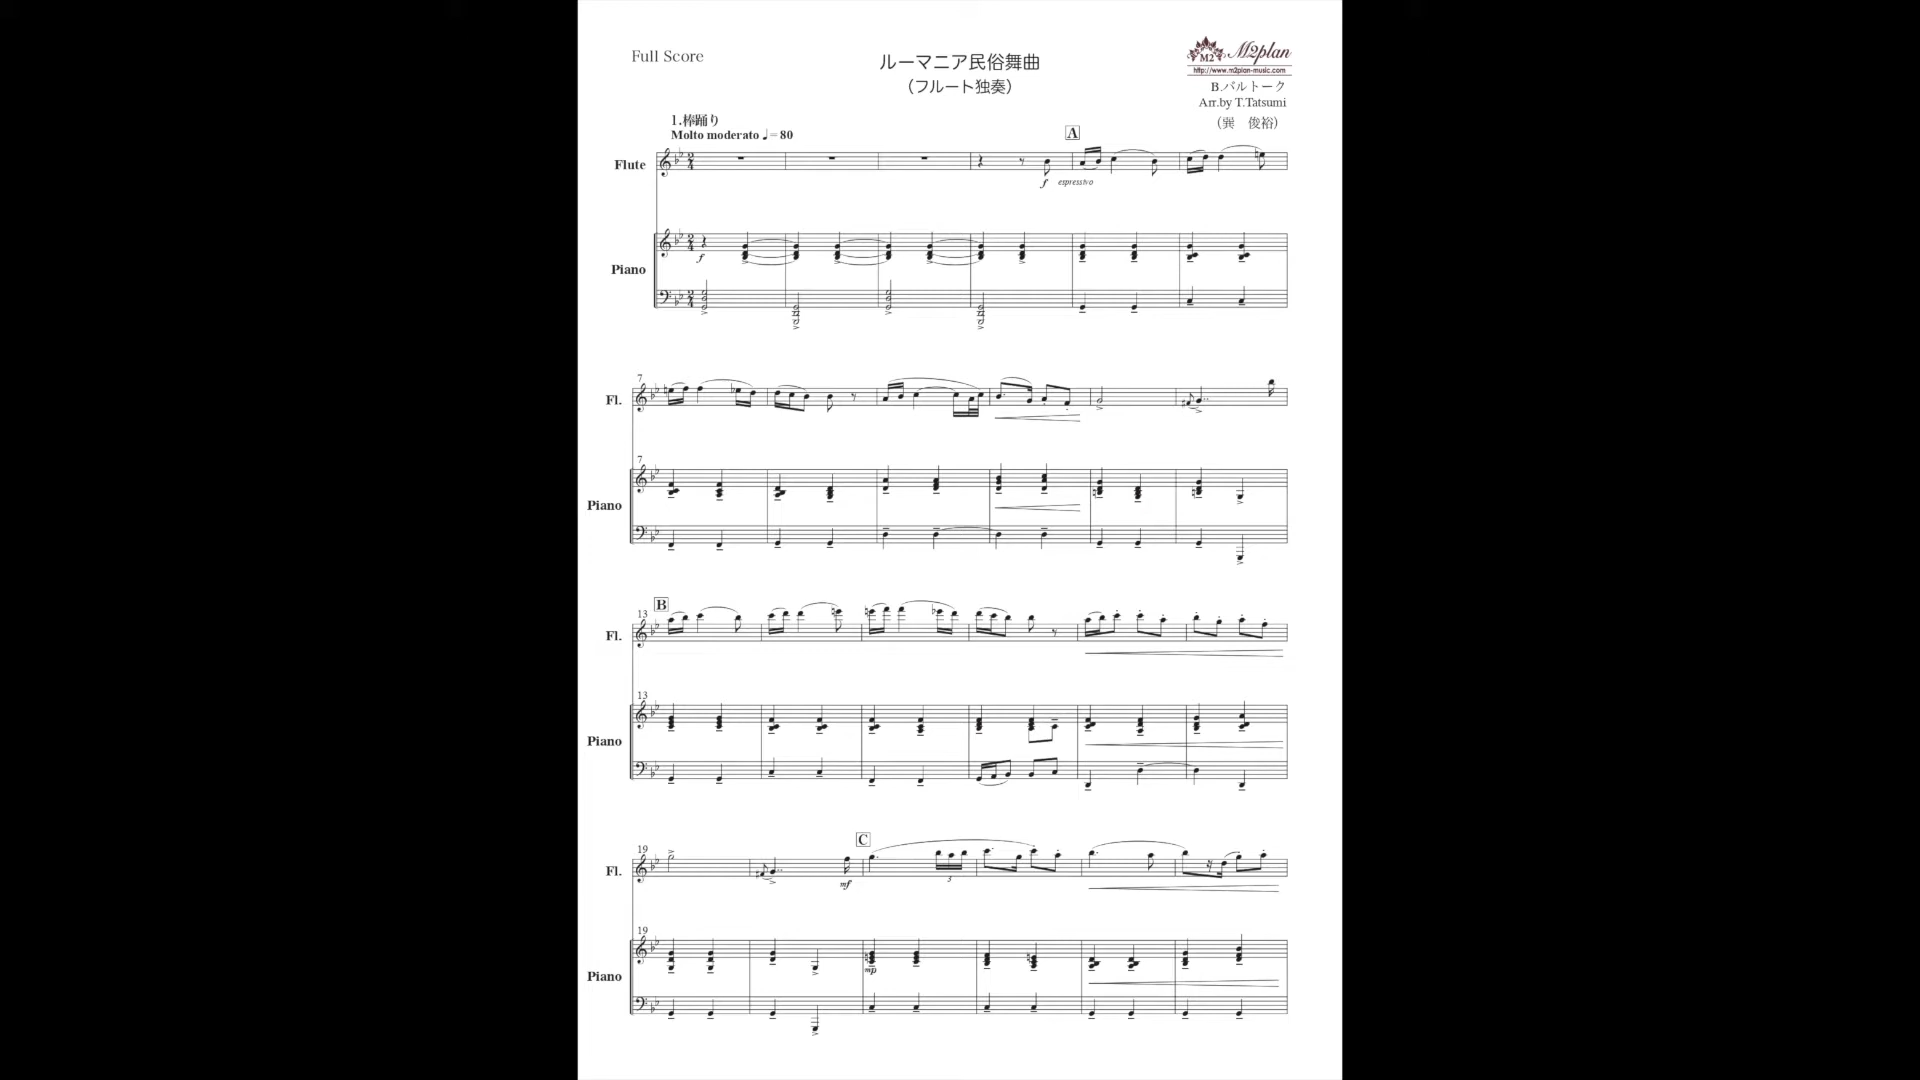 Full Score
ルーマニア民俗舞曲
（フルート独奏）
M2 M2plan
http://www.m2plan-music.com
B.バルトーク
Arr.by T.Tatsumi
（巽　俊裕）
1.棒踊り
Molto moderato ♩= 80
A
Flute
f espressivo
Piano
f
7
Fl.
7
Piano
B
13
Fl.
13
Piano
C
19
Fl.
mf
3
19
Piano
mp